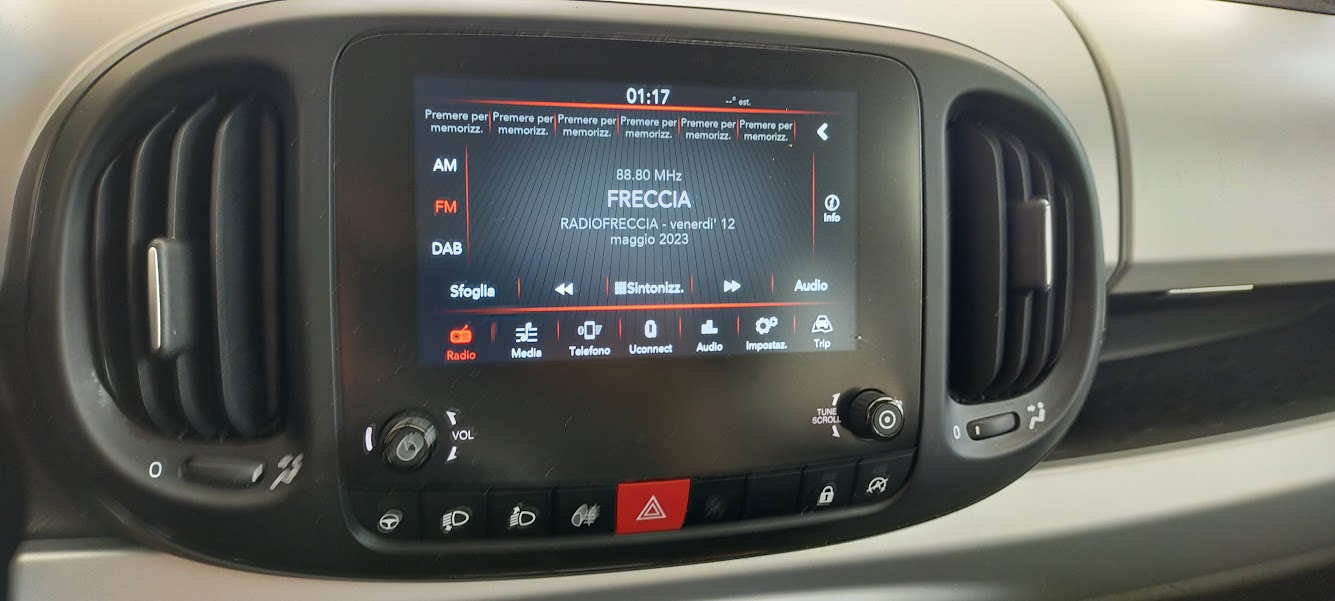 01:17
--° est.
Premere per Premere per Premere per Premere per Premere per Premere per
memorizz. memorizz. memorizz. memorizz. memorizz. memorizz.
AM
88.80 MHz
FM
FRECCIA
Info
RADIOFRECCIA - venerdi' 12
maggio 2023
DAB
Sfoglia
Sintonizz.
Audio
Radio
Media
Telefono
Uconnect
Audio
Impostaz.
Trip
VOL
TUNE
SCROLL
0
0